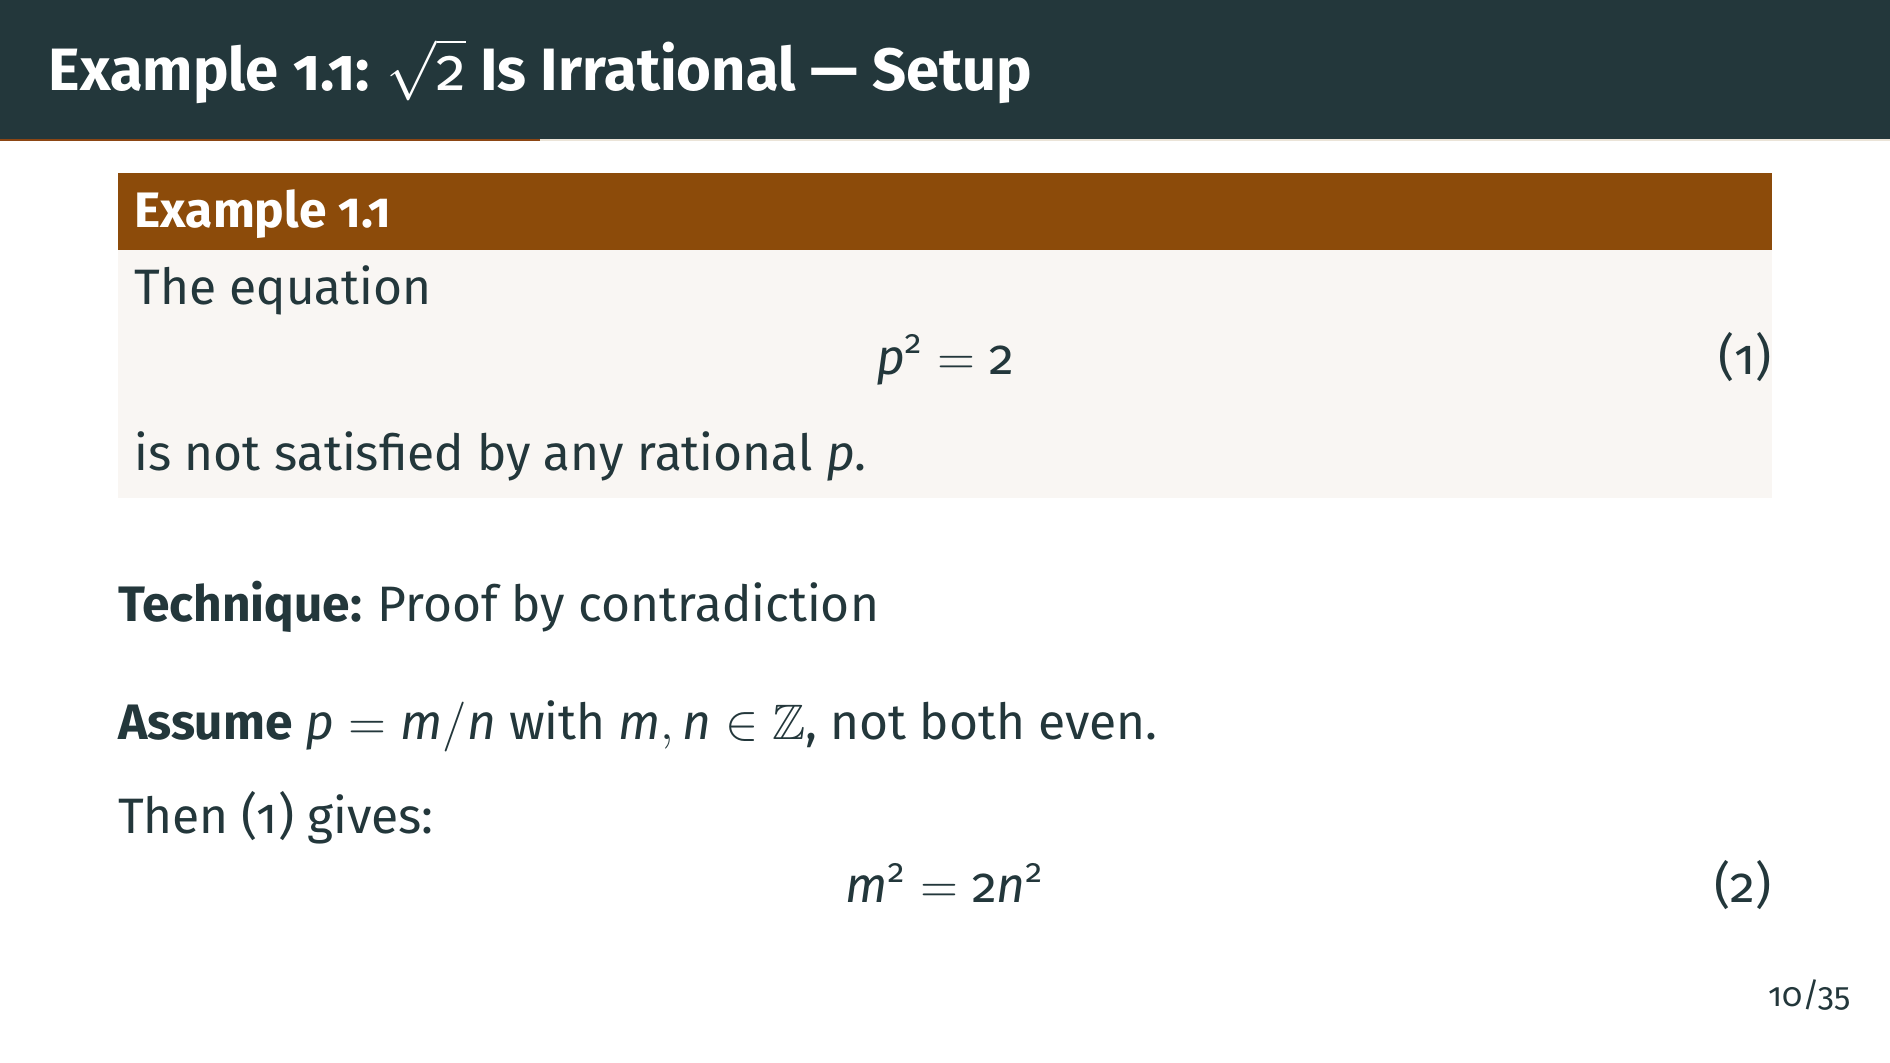 Example 1.1: √2 Is Irrational — Setup
Example 1.1
The equation
p² = 2 (1)
is not satisfied by any rational p.
Technique: Proof by contradiction
Assume p = m/n with m, n ∈ ℤ, not both even.
Then (1) gives:
m² = 2n² (2)
10/35